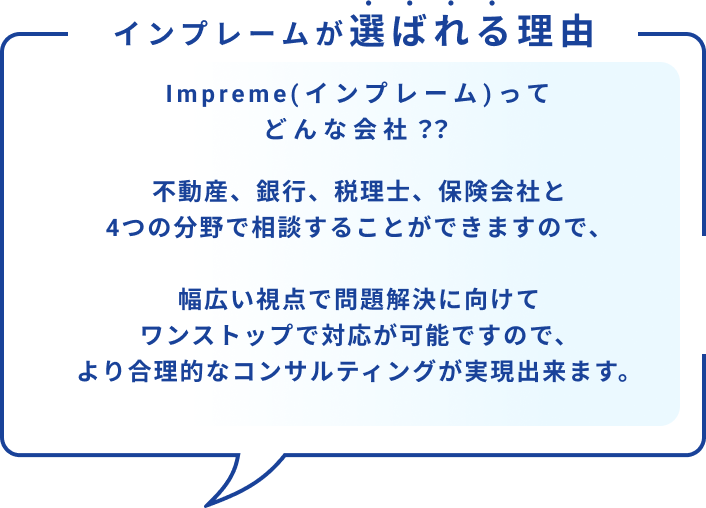 インプレームが選ばれる理由
Impreme(インプレーム)って
どんな会社??
不動産、銀行、税理士、保険会社と
4つの分野で相談することができますので、
幅広い視点で問題解決に向けて
ワンストップで対応が可能ですので、
より合理的なコンサルティングが実現出来ます。